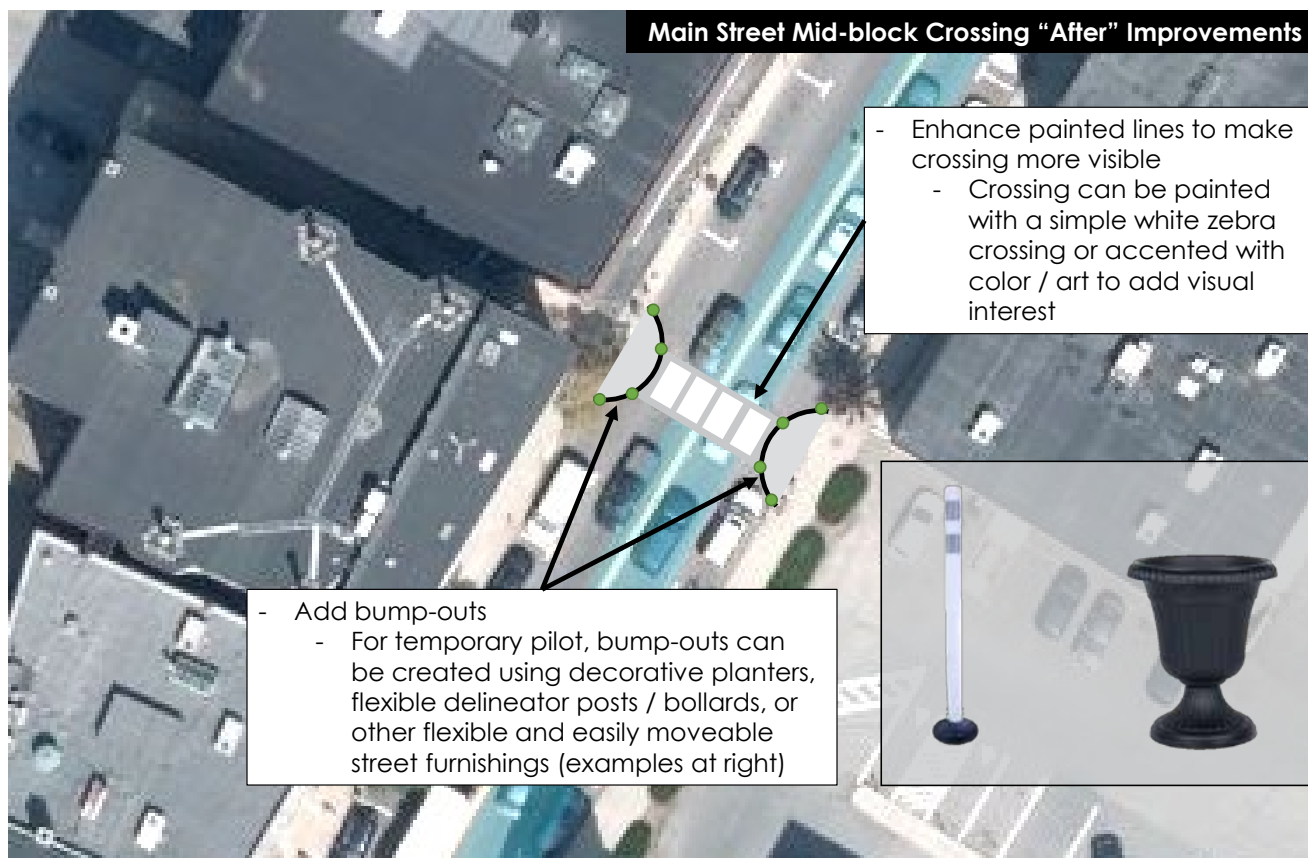 Main Street Mid-block Crossing “After” Improvements
- Enhance painted lines to make
crossing more visible
- Crossing can be painted
with a simple white zebra
crossing or accented with
color / art to add visual
interest
- Add bump-outs
- For temporary pilot, bump-outs can
be created using decorative planters,
flexible delineator posts / bollards, or
other flexible and easily moveable
street furnishings (examples at right)